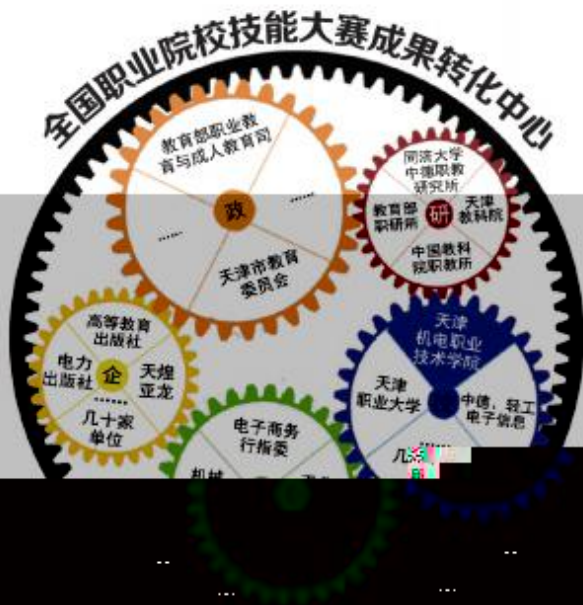 全国职业院校技能大赛成果转化中心
教育部职业教
育与成人教育司
......
......
天津市教育
委员会
政
同济大学
中德职教
研究所
教育部
职研所
研
天津
教科院
中国教科
院职教所
高等教育
出版社
电力
出版社
企
天煌
亚龙
......
几十家
单位
天津
机电职业
技术学院
天津
职业大学
中德，轻工
电子信息
......
电子商务
行指委
机械